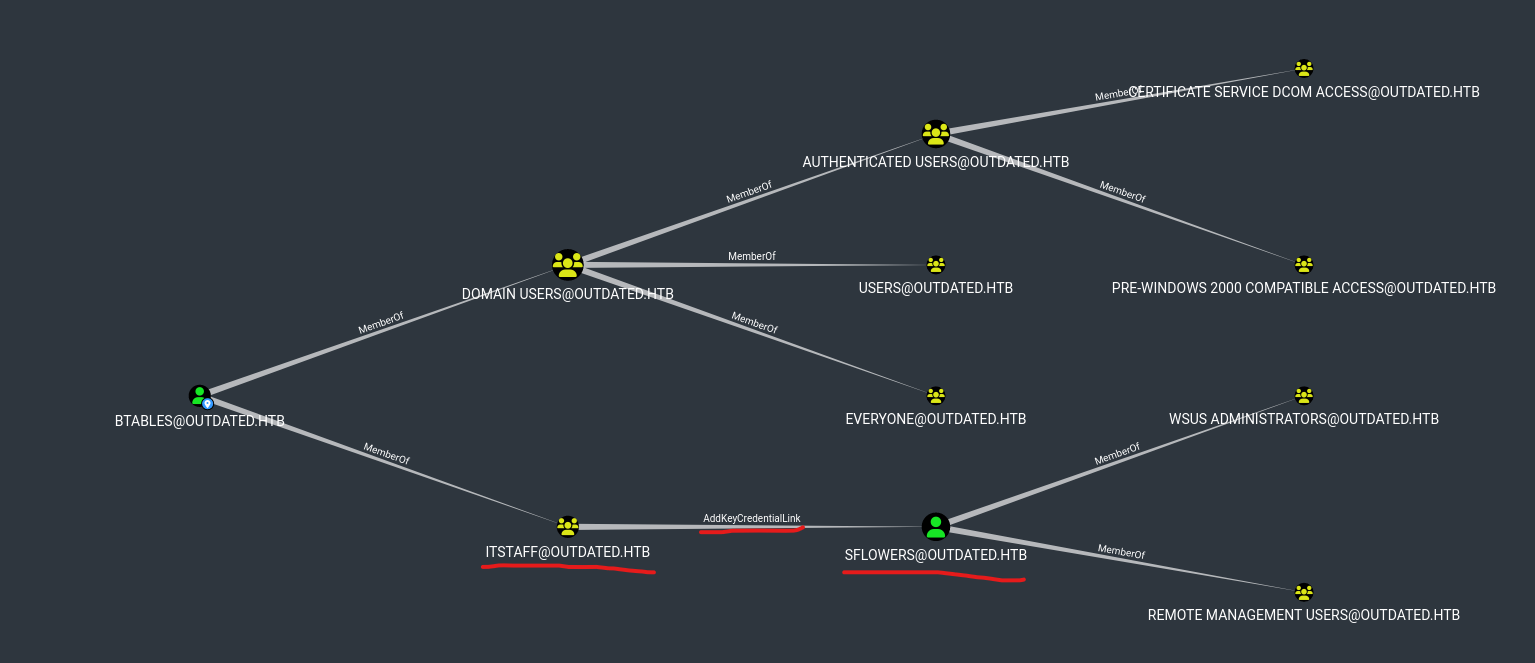 MemberOf
CERTIFICATE SERVICE DCOM ACCESS@OUTDATED.HTB
AUTHENTICATED USERS@OUTDATED.HTB
MemberOf
MemberOf
MemberOf
USERS@OUTDATED.HTB
PRE-WINDOWS 2000 COMPATIBLE ACCESS@OUTDATED.HTB
DOMAIN USERS@OUTDATED.HTB
MemberOf
MemberOf
BTABLES@OUTDATED.HTB
EVERYONE@OUTDATED.HTB
WSUS ADMINISTRATORS@OUTDATED.HTB
MemberOf
MemberOf
AddKeyCredentialLink
ITSTAFF@OUTDATED.HTB
SFLOWERS@OUTDATED.HTB
MemberOf
REMOTE MANAGEMENT USERS@OUTDATED.HTB